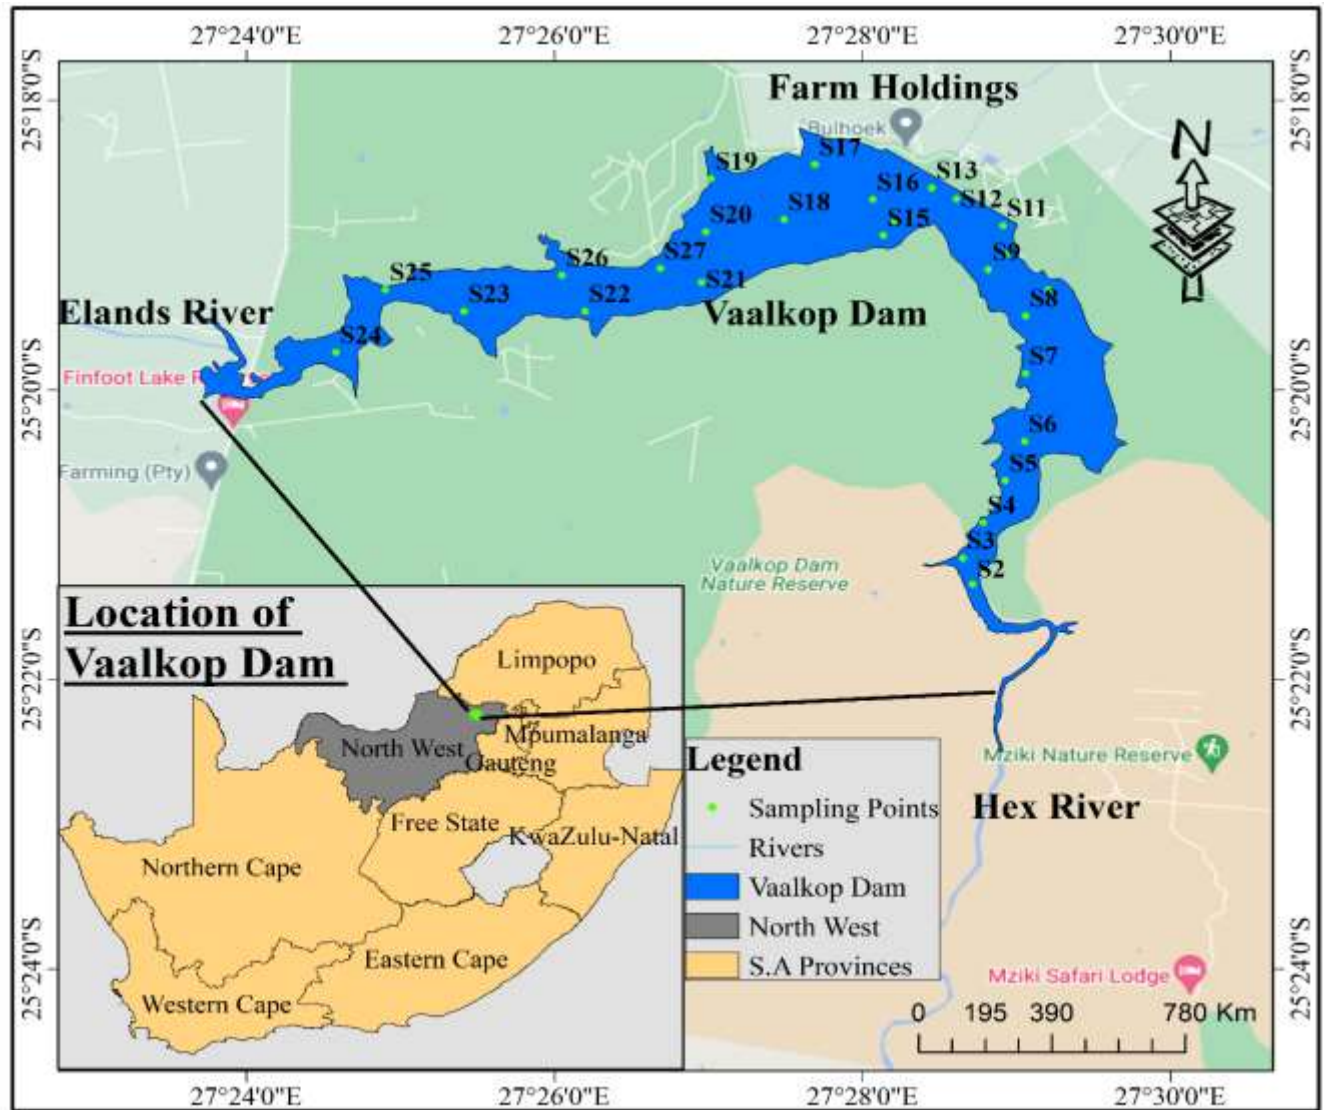 27°24'0"E
27°26'0"E
27°28'0"E
27°30'0"E
25°18'0"S
25°18'0"S
Farm Holdings
Bulhoek
N
S17
S19
S13
S16
S12
S11
S18
S20
S15
S9
S26
S27
S25
S21
S8
S23
S22
Elands River
Vaalkop Dam
S24
S7
Finfoot Lake
25°20'0"S
25°20'0"S
S6
Farming (Pty)
S5
S4
S3
S2
Vaalkop Dam
Nature Reserve
Location of
Vaalkop Dam
Limpopo
25°22'0"S
25°22'0"S
Mpumalanga
North West
Gauteng
Free State
KwaZulu-Natal
Northern Cape
Eastern Cape
Western Cape
Legend
Sampling Points
Rivers
Vaalkop Dam
North West
S.A Provinces
Mziki Nature Reserve
Hex River
25°24'0"S
25°24'0"S
Mziki Safari Lodge
0 195 390 780 Km
27°24'0"E
27°26'0"E
27°28'0"E
27°30'0"E